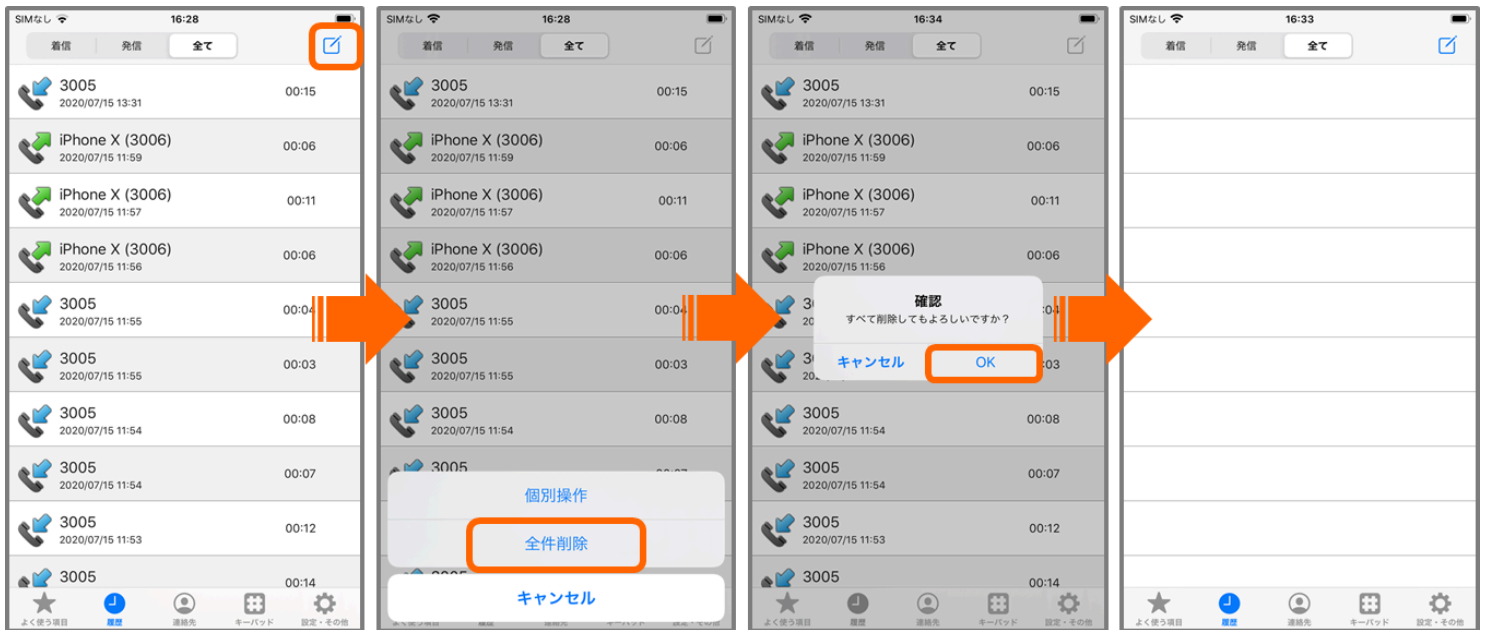 SIMなし 16:28
着信 発信 全て
3005
2020/07/15 13:31 00:15
iPhone X (3006)
2020/07/15 11:59 00:06
iPhone X (3006)
2020/07/15 11:57 00:11
iPhone X (3006)
2020/07/15 11:56 00:06
3005
2020/07/15 11:55 00:04
3005
2020/07/15 11:55 00:03
3005
2020/07/15 11:54 00:08
3005
2020/07/15 11:54 00:07
3005
2020/07/15 11:53 00:12
3005
00:14
よく使う項目 履歴 連絡先 キーパッド 設定・その他
SIMなし 16:28
着信 発信 全て
3005
2020/07/15 13:31 00:15
iPhone X (3006)
2020/07/15 11:59 00:06
iPhone X (3006)
2020/07/15 11:57 00:11
iPhone X (3006)
2020/07/15 11:56 00:06
3005
2020/07/15 11:55 00:04
3005
2020/07/15 11:55 00:03
3005
2020/07/15 11:54 00:08
3005
個別操作
全件削除
キャンセル
SIMなし 16:34
着信 発信 全て
3005
2020/07/15 13:31 00:15
iPhone X (3006)
2020/07/15 11:59 00:06
iPhone X (3006)
2020/07/15 11:57 00:11
iPhone X (3006)
2020/07/15 11:56 00:06
確認
すべて削除してもよろしいですか？
キャンセル OK
3005
2020/07/15 11:54 00:08
3005
2020/07/15 11:54 00:07
3005
2020/07/15 11:53 00:12
3005
00:14
よく使う項目 履歴 連絡先 キーパッド 設定・その他
SIMなし 16:33
着信 発信 全て
よく使う項目 履歴 連絡先 キーパッド 設定・その他